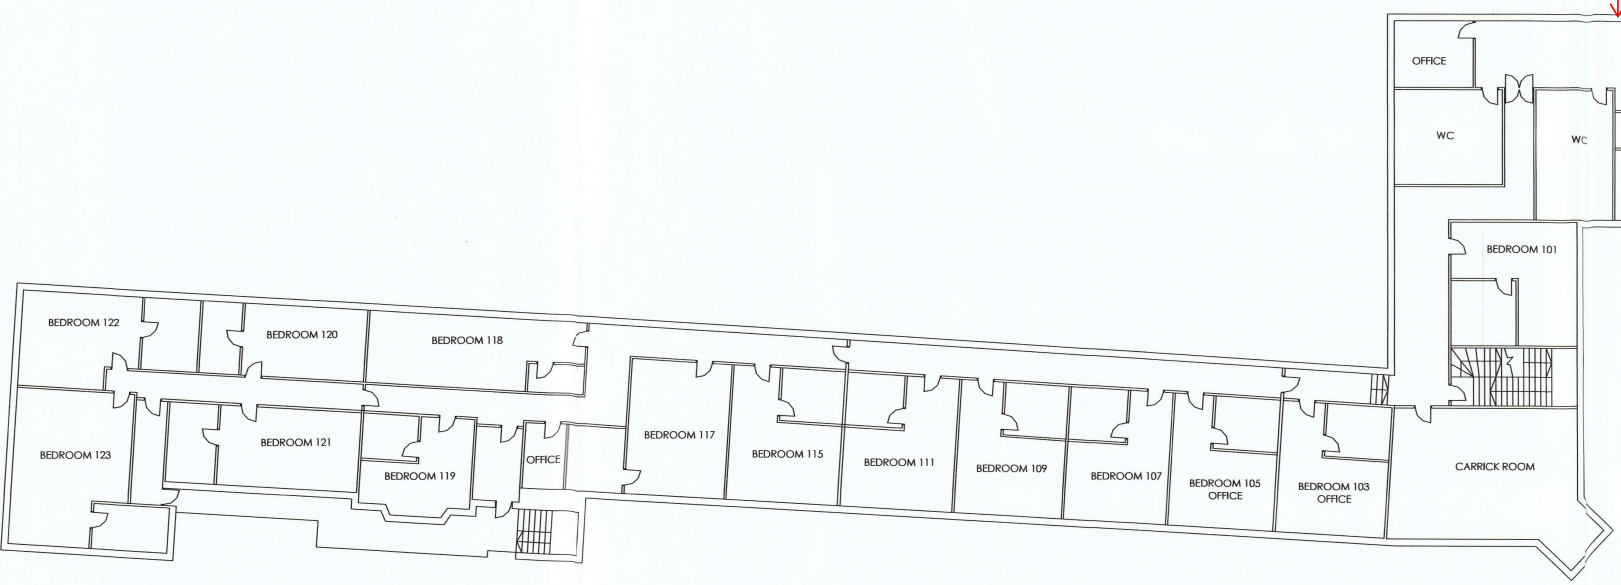 OFFICE
WC
WC
BEDROOM 101
BEDROOM 122
BEDROOM 120
BEDROOM 118
BEDROOM 123
BEDROOM 121
BEDROOM 119
OFFICE
BEDROOM 117
BEDROOM 115
BEDROOM 111
BEDROOM 109
BEDROOM 107
BEDROOM 105
OFFICE
BEDROOM 103
OFFICE
CARRICK ROOM